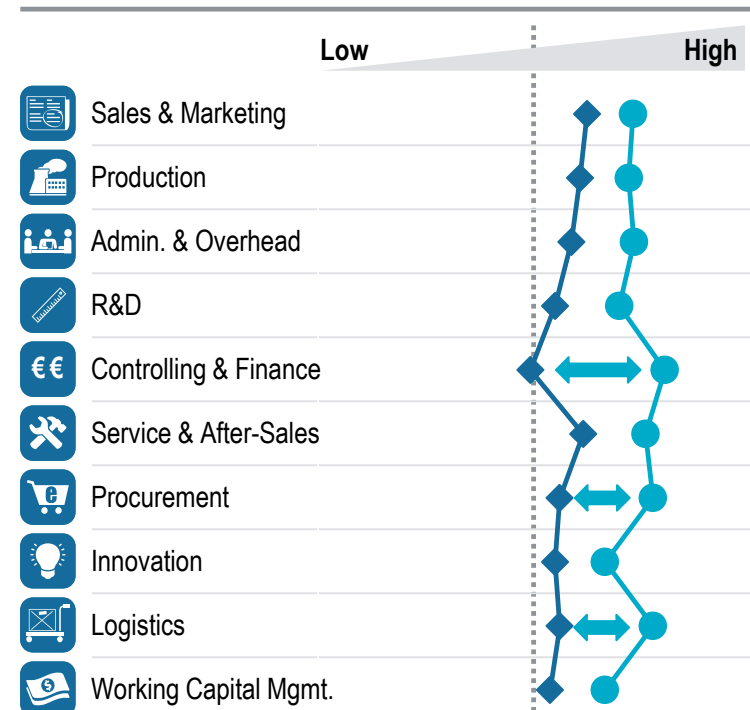 Low High
Sales & Marketing
Production
Admin. & Overhead
R&D
€€ Controlling & Finance
Service & After-Sales
e Procurement
Innovation
Logistics
Working Capital Mgmt.